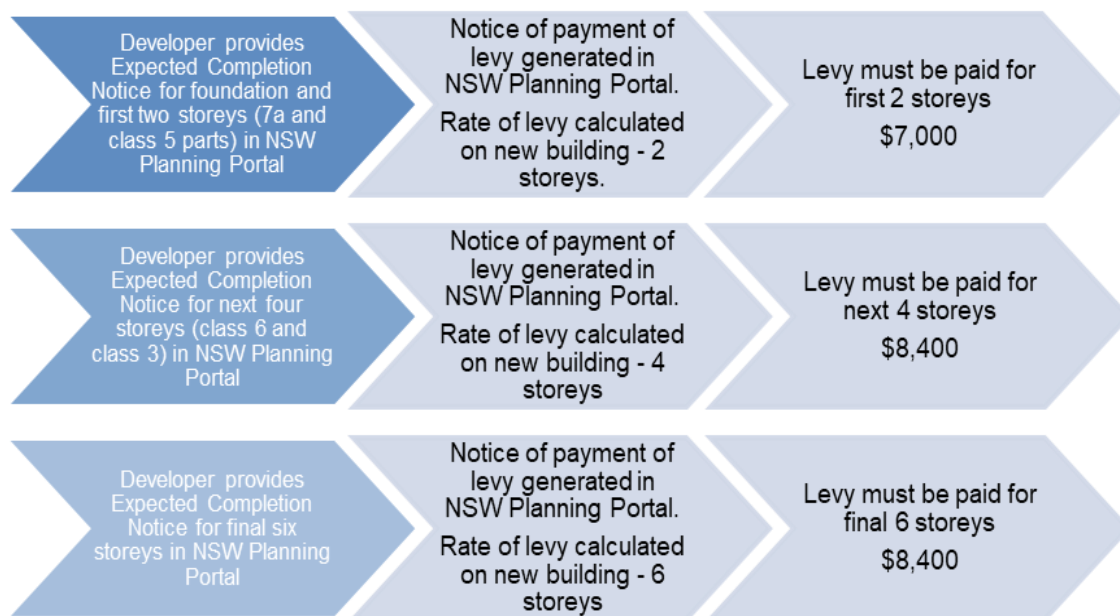 Developer provides
Expected Completion
Notice for foundation and
first two storeys (7a and
class 5 parts) in NSW
Planning Portal
Notice of payment of
levy generated in
NSW Planning Portal.
Rate of levy calculated
on new building - 2
storeys.
Levy must be paid for
first 2 storeys
$7,000
Developer provides
Expected Completion
Notice for next four
storeys (class 6 and
class 3) in NSW Planning
Portal
Notice of payment of
levy generated in
NSW Planning Portal.
Rate of levy calculated
on new building - 4
storeys
Levy must be paid for
next 4 storeys
$8,400
Developer provides
Expected Completion
Notice for final six
storeys in NSW Planning
Portal
Notice of payment of
levy generated in
NSW Planning Portal.
Rate of levy calculated
on new building - 6
storeys
Levy must be paid for
final 6 storeys
$8,400